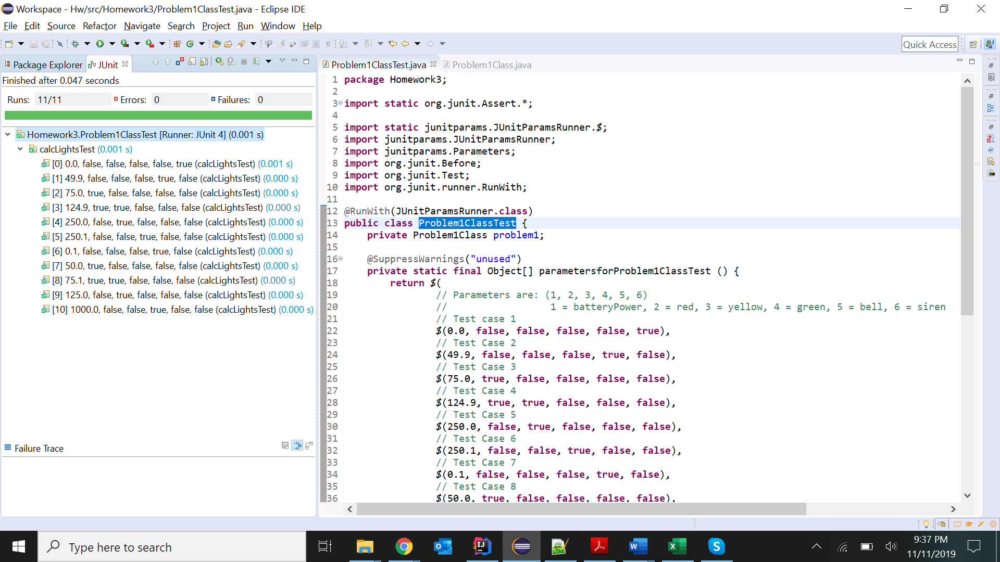 Workspace - Hw/src/Homework3/Problem1ClassTest.java - Eclipse IDE
File Edit Source Refactor Navigate Search Project Run Window Help
Quick Access
Package Explorer JUnit
Finished after 0.047 seconds
Runs: 11/11 Errors: 0 Failures: 0
Homework3.Problem1ClassTest [Runner: JUnit 4] (0.001 s)
calcLightsTest (0.001 s)
[0] 0.0, false, false, false, false, true (calcLightsTest) (0.001 s)
[1] 49.9, false, false, false, true, false (calcLightsTest) (0.000 s)
[2] 75.0, true, false, false, false, false (calcLightsTest) (0.000 s)
[3] 124.9, true, true, false, false, false (calcLightsTest) (0.000 s)
[4] 250.0, false, true, false, false, false (calcLightsTest) (0.000 s)
[5] 250.1, false, false, true, false, false (calcLightsTest) (0.000 s)
[6] 0.1, false, false, false, true, false (calcLightsTest) (0.000 s)
[7] 50.0, true, false, false, false, false (calcLightsTest) (0.000 s)
[8] 75.1, true, true, false, false, false (calcLightsTest) (0.000 s)
[9] 125.0, false, true, false, false, false (calcLightsTest) (0.000 s)
[10] 1000.0, false, false, true, false, false (calcLightsTest) (0.000 s)
Failure Trace
Problem1ClassTest.java Problem1Class.java
1 package Homework3;
2
3 import static org.junit.Assert.*;
4
5 import static junitparams.JUnitParamsRunner.$;
6 import junitparams.JUnitParamsRunner;
7 import junitparams.Parameters;
8 import org.junit.Before;
9 import org.junit.Test;
10 import org.junit.runner.RunWith;
11
12 @RunWith(JUnitParamsRunner.class)
13 public class Problem1ClassTest {
14 private Problem1Class problem1;
15
16 @SuppressWarnings("unused")
17 private static final Object[] parametersforProblem1ClassTest () {
18 return $(
19 // Parameters are: (1, 2, 3, 4, 5, 6)
20 // 1 = batteryPower, 2 = red, 3 = yellow, 4 = green, 5 = bell, 6 = siren
21 // Test case 1
22 $(0.0, false, false, false, false, true),
23 // Test Case 2
24 $(49.9, false, false, false, true, false),
25 // Test Case 3
26 $(75.0, true, false, false, false, false),
27 // Test Case 4
28 $(124.9, true, true, false, false, false),
29 // Test Case 5
30 $(250.0, false, true, false, false, false),
31 // Test Case 6
32 $(250.1, false, false, true, false, false),
33 // Test Case 7
34 $(0.1, false, false, false, true, false),
35 // Test Case 8
36 $(50.0, true, false, false, false, false),
Type here to search
9:37 PM
11/11/2019